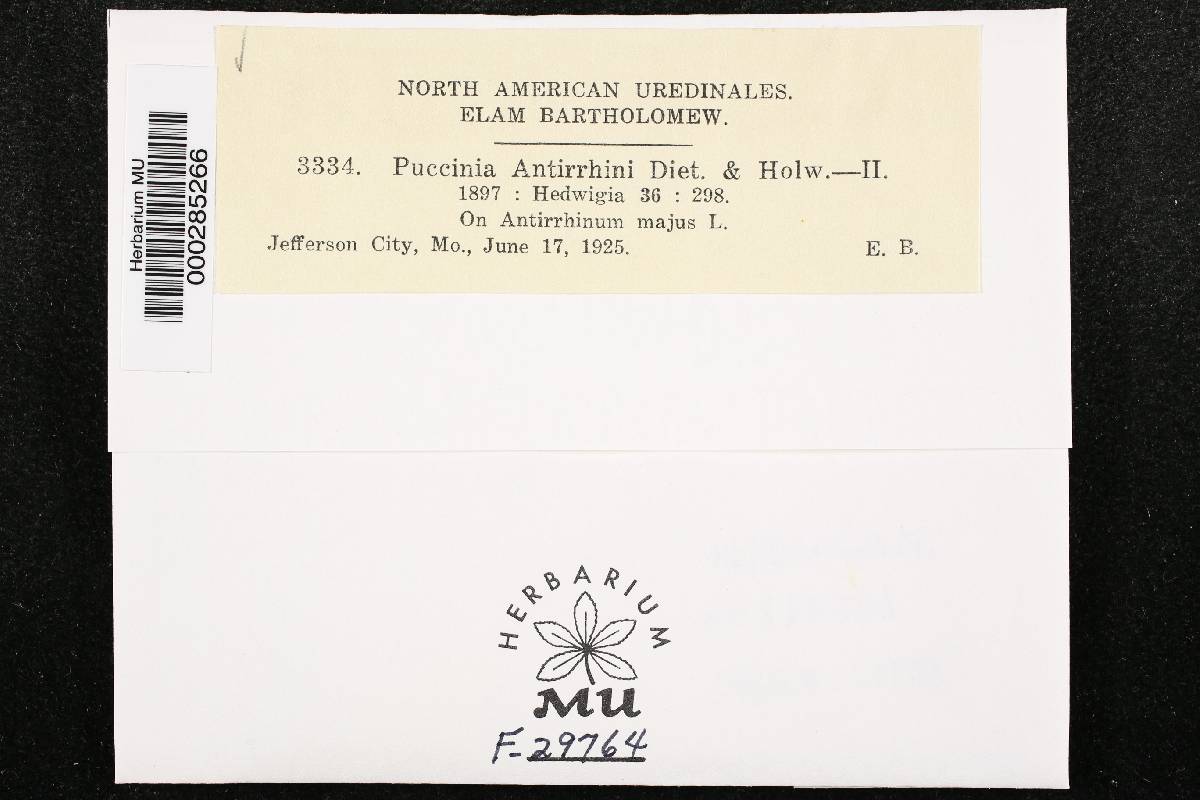 NORTH AMERICAN UREDINALES.
ELAM BARTHOLOMEW.
3334. Puccinia Antirrhini Diet. & Holw.—II.
1897 : Hedwigia 36 : 298.
On Antirrhinum majus L.
Jefferson City, Mo., June 17, 1925. E. B.
Herbarium MU
000285266
HERBARIUM
MU
F-29764